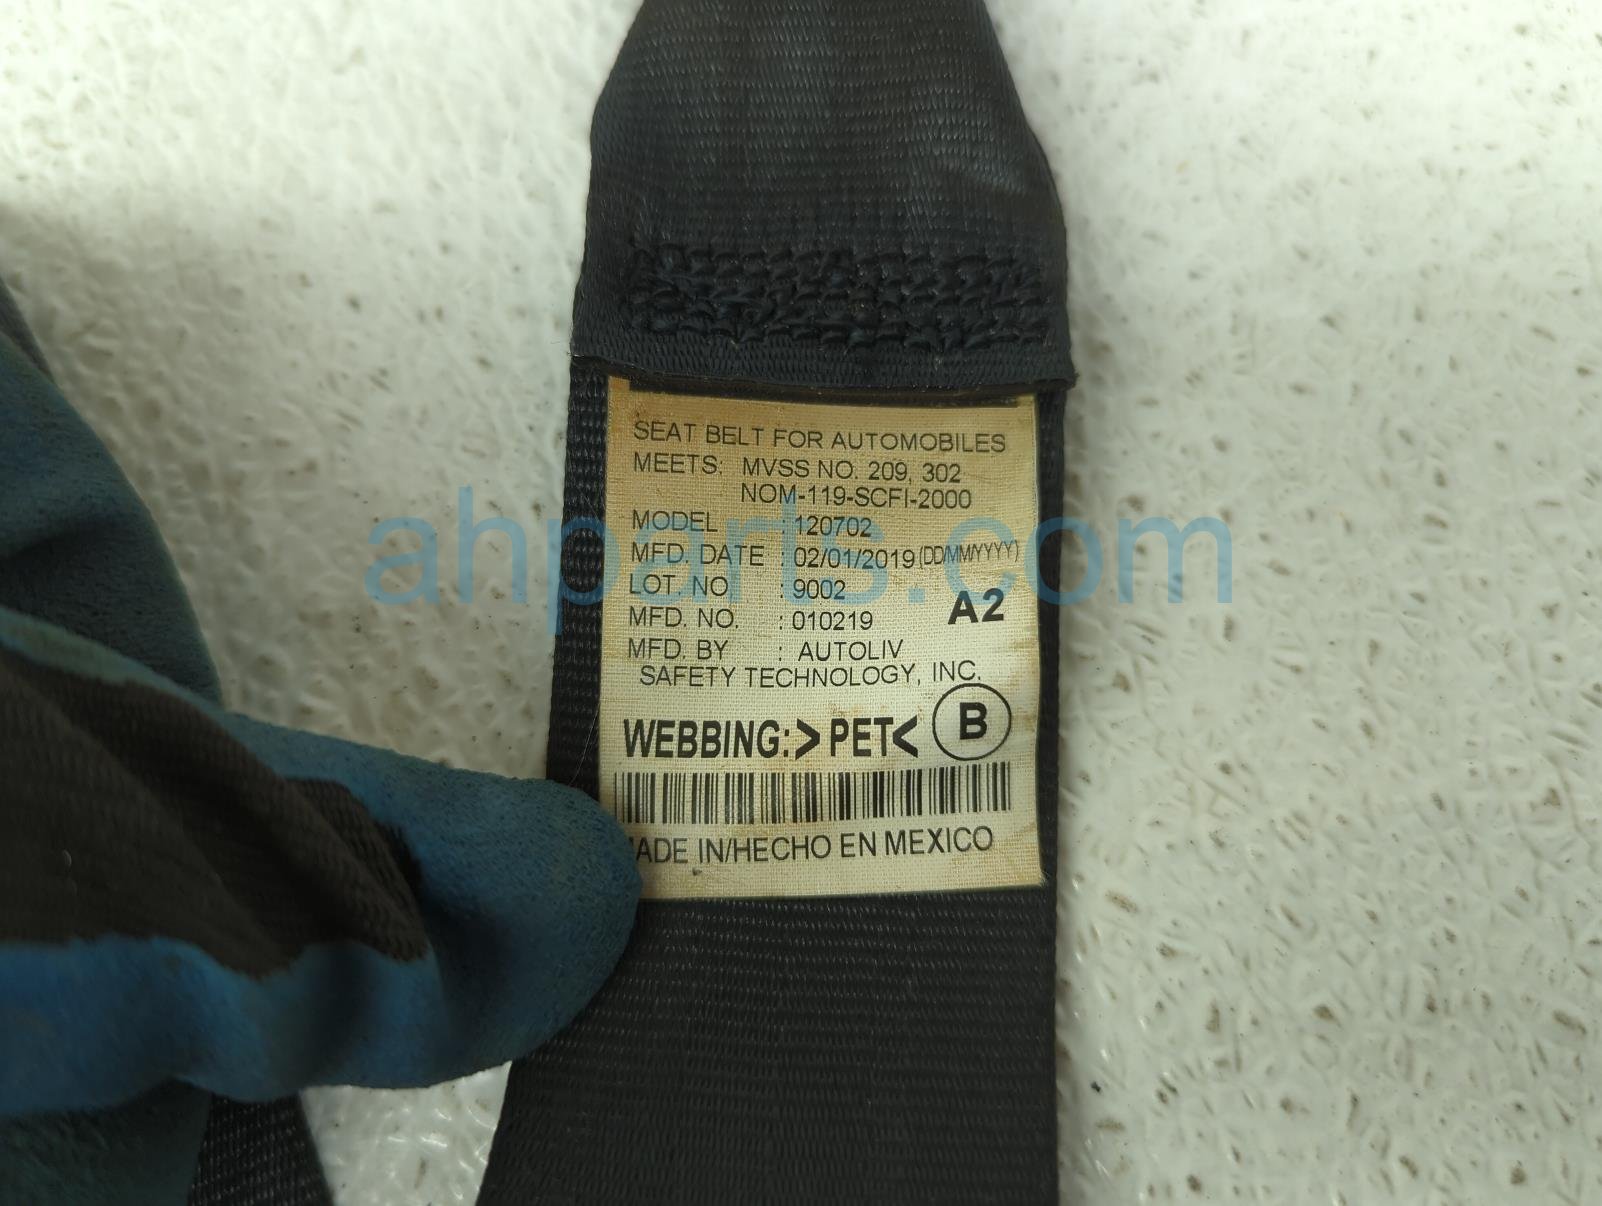 SEAT BELT FOR AUTOMOBILES
MEETS: MVSS NO. 209, 302
NOM-119-SCFI-2000
MODEL : 120702
MFD. DATE : 02/01/2019 (DD/MM/YYYY)
LOT. NO : 9002
A2
MFD. NO. : 010219
MFD. BY : AUTOLIV
SAFETY TECHNOLOGY, INC.
WEBBING:>PET< B
ADE IN/HECHO EN MEXICO
ahparts.com